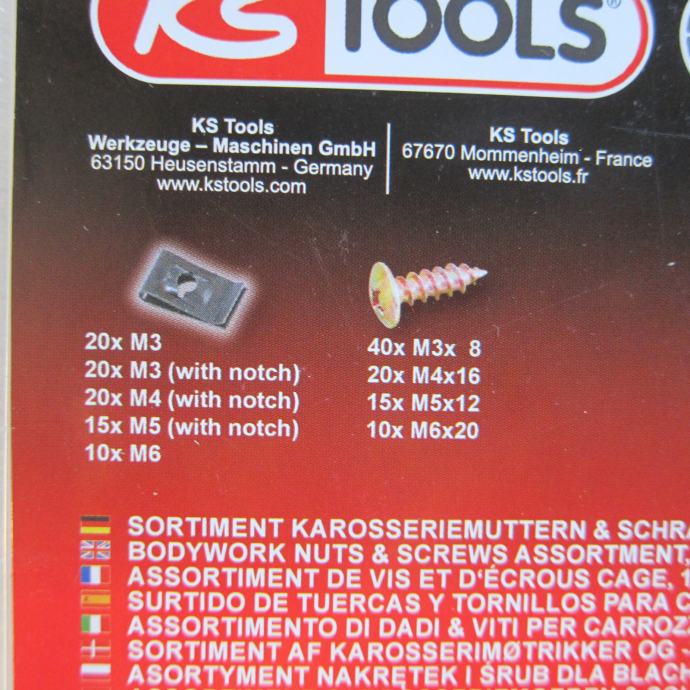 KS TOOLS®
KS Tools
Werkzeuge – Maschinen GmbH
63150 Heusenstamm - Germany
www.kstools.com
KS Tools
67670 Mommenheim - France
www.kstools.fr
20x M3
20x M3 (with notch)
20x M4 (with notch)
15x M5 (with notch)
10x M6
40x M3x 8
20x M4x16
15x M5x12
10x M6x20
SORTIMENT KAROSSERIEMUTTERN & SCHRA
BODYWORK NUTS & SCREWS ASSORTMENT,
ASSORTIMENT DE VIS ET D'ÉCROUS CAGE, 1
SURTIDO DE TUERCAS Y TORNILLOS PARA C
ASSORTIMENTO DI DADI & VITI PER CARROZ
SORTIMENT AF KAROSSERIMØTRIKKER OG -
ASORTYMENT NAKRĘTEK I ŚRUB DLA BLACH